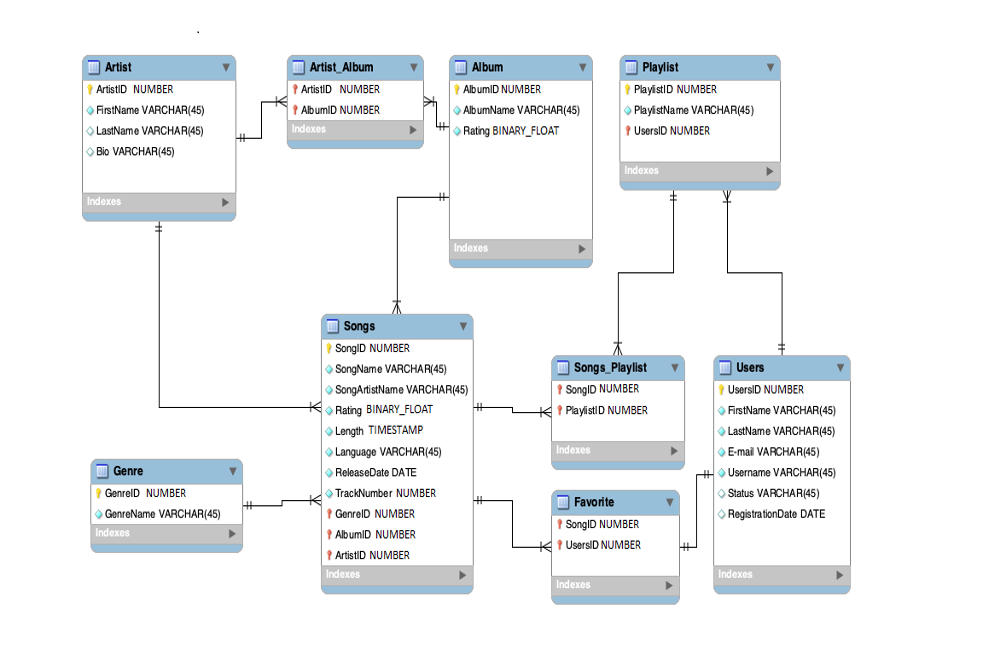 Artist
ArtistID NUMBER
FirstName VARCHAR(45)
LastName VARCHAR(45)
Bio VARCHAR(45)
Indexes
Artist_Album
ArtistID NUMBER
AlbumID NUMBER
Indexes
Album
AlbumID NUMBER
AlbumName VARCHAR(45)
Rating BINARY_FLOAT
Indexes
Playlist
PlaylistID NUMBER
PlaylistName VARCHAR(45)
UsersID NUMBER
Indexes
Songs
SongID NUMBER
SongName VARCHAR(45)
SongArtistName VARCHAR(45)
Rating BINARY_FLOAT
Length TIMESTAMP
Language VARCHAR(45)
ReleaseDate DATE
TrackNumber NUMBER
GenreID NUMBER
AlbumID NUMBER
ArtistID NUMBER
Indexes
Songs_Playlist
SongID NUMBER
PlaylistID NUMBER
Indexes
Users
UsersID NUMBER
FirstName VARCHAR(45)
LastName VARCHAR(45)
E-mail VARCHAR(45)
Username VARCHAR(45)
Status VARCHAR(45)
RegistrationDate DATE
Indexes
Genre
GenreID NUMBER
GenreName VARCHAR(45)
Indexes
Favorite
SongID NUMBER
UsersID NUMBER
Indexes